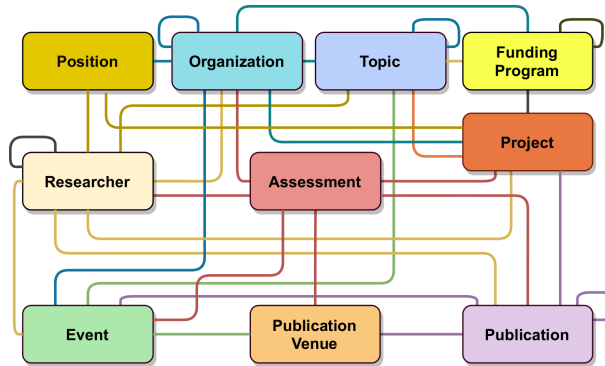 Position
Organization
Topic
Funding
Program
Project
Researcher
Assessment
Event
Publication
Venue
Publication